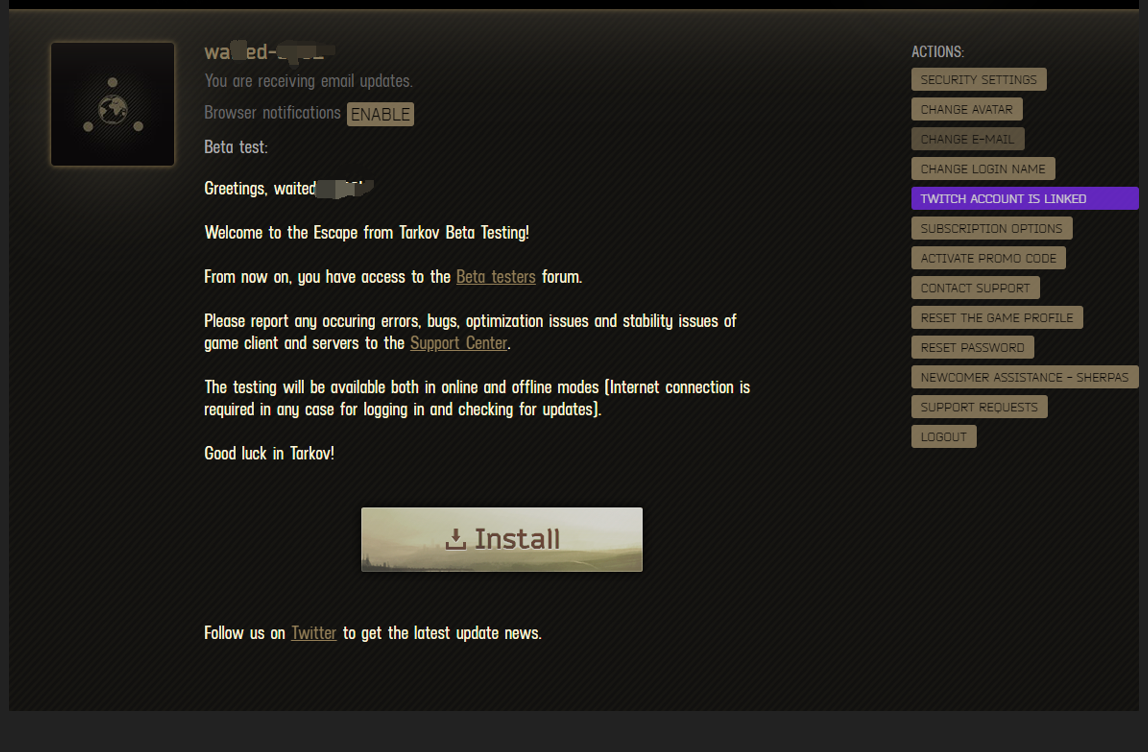 You are receiving email updates.
Browser notifications ENABLE
Beta test:
Greetings, waited
Welcome to the Escape from Tarkov Beta Testing!
From now on, you have access to the Beta testers forum.
Please report any occuring errors, bugs, optimization issues and stability issues of
game client and servers to the Support Center.
The testing will be available both in online and offline modes (Internet connection is
required in any case for logging in and checking for updates).
Good luck in Tarkov!
Install
Follow us on Twitter to get the latest update news.
ACTIONS:
SECURITY SETTINGS
CHANGE AVATAR
CHANGE E-MAIL
CHANGE LOGIN NAME
TWITCH ACCOUNT IS LINKED
SUBSCRIPTION OPTIONS
ACTIVATE PROMO CODE
CONTACT SUPPORT
RESET THE GAME PROFILE
RESET PASSWORD
NEWCOMER ASSISTANCE - SHERPAS
SUPPORT REQUESTS
LOGOUT